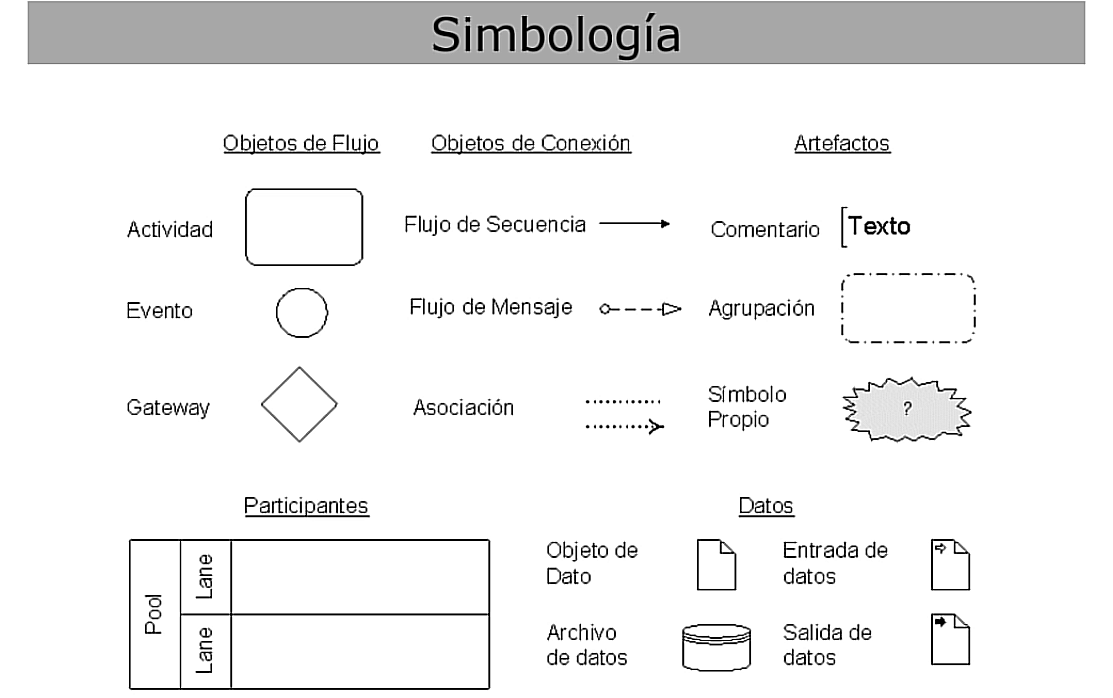 Simbología
Objetos de Flujo
Objetos de Conexión
Artefactos
Actividad
Flujo de Secuencia
Comentario
Texto
Evento
Flujo de Mensaje
Agrupación
Gateway
Asociación
Símbolo
Propio
?
Participantes
Datos
Pool
Lane
Lane
Objeto de
Dato
Entrada de
datos
Archivo
de datos
Salida de
datos